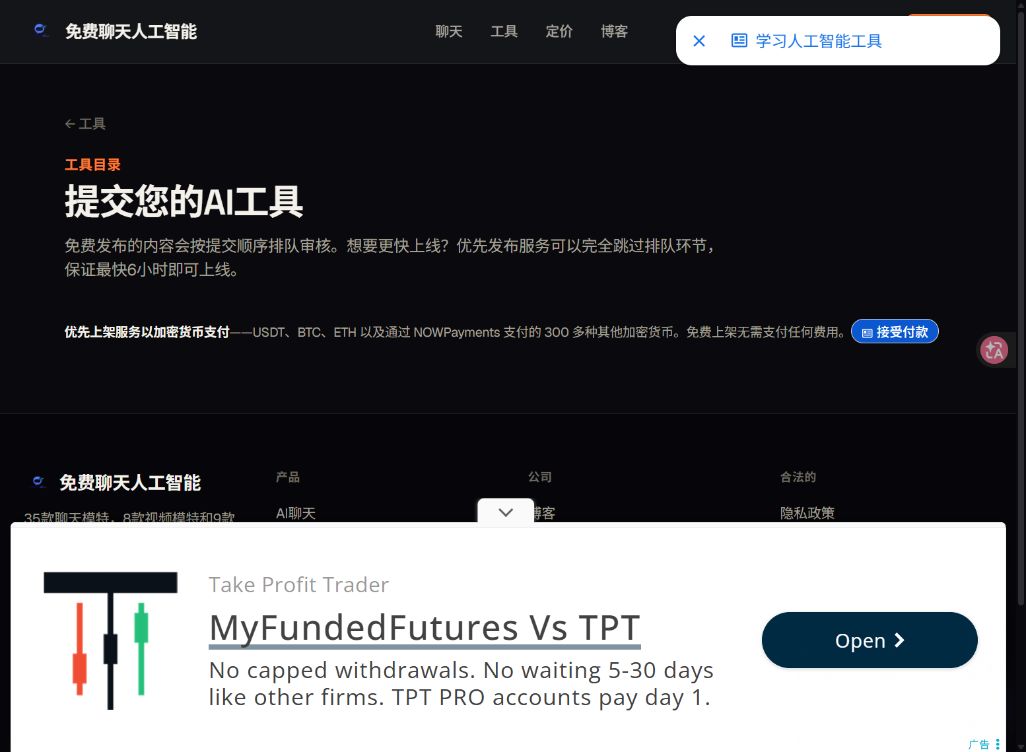 免费聊天人工智能
聊天
工具
定价
博客
学习人工智能工具
←工具
工具目录
提交您的AI工具
免费发布的内容会按提交顺序排队审核。想要更快上线？优先发布服务可以完全跳过排队环节，
保证最快6小时即可上线。
优先上架服务以加密货币支付——USDT、BTC、ETH 以及通过 NOWPayments 支付的 300 多种其他加密货币。免费上架无需支付任何费用。
接受付款
免费聊天人工智能
35款聊天模特，8款视频模特和9款
产品
AI聊天
公司
博客
合法的
隐私政策
Take Profit Trader
MyFundedFutures Vs TPT
No capped withdrawals. No waiting 5-30 days
like other firms. TPT PRO accounts pay day 1.
Open
广告